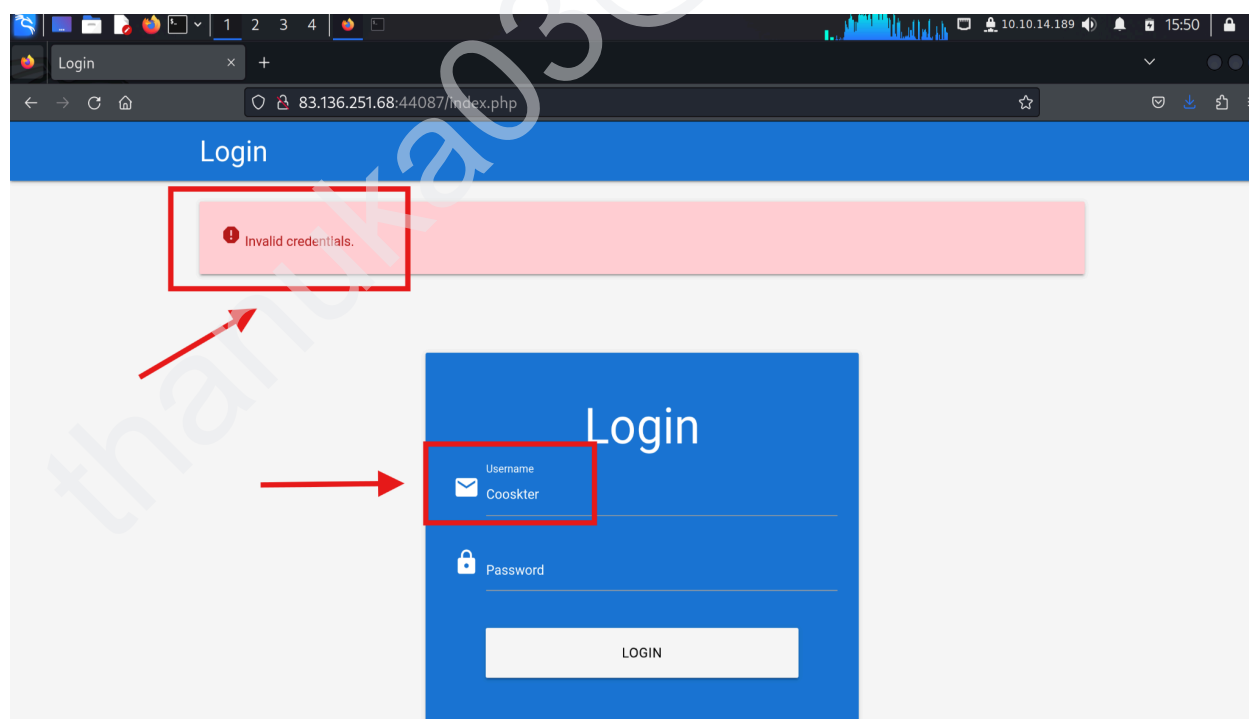 1 2 3 4 10.10.14.189 15:50
Login
83.136.251.68:44087/index.php
Login
Invalid credentials.
Login
Username
Cooskter
Password
LOGIN